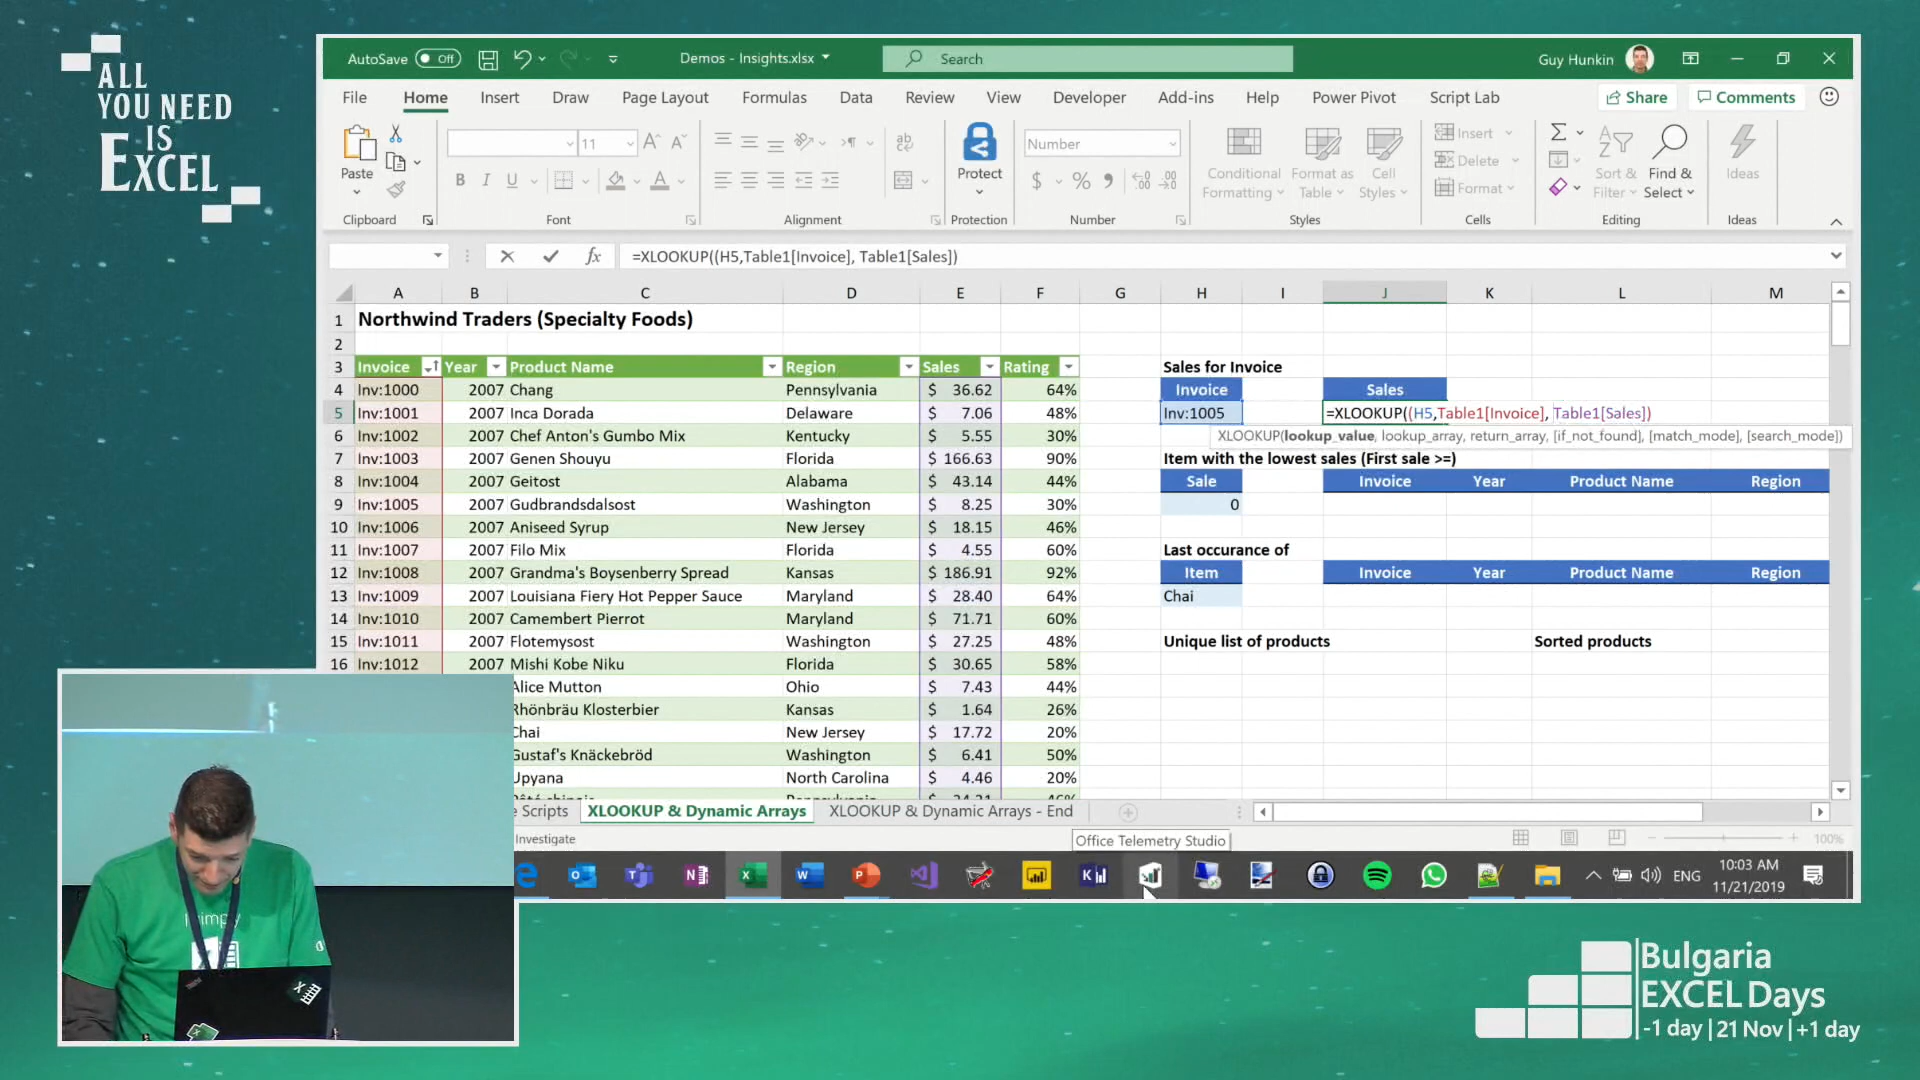 ALL
YOU NEED
IS
EXCEL
AutoSave Off Demos - Insights.xlsx Search Guy Hunkin
File Home Insert Draw Page Layout Formulas Data Review View Developer Add-ins Help Power Pivot Script Lab Share Comments
Paste 11 Protect Number Conditional Formatting Format as Table Cell Styles Insert Delete Format Sort & Filter Find & Select Ideas
Clipboard Font Alignment Protection Number Styles Cells Editing Ideas
=XLOOKUP((H5,Table1[Invoice], Table1[Sales])
A B C D E F G H I J K L M
1 Northwind Traders (Specialty Foods)
2
3 Invoice Year Product Name Region Sales Rating Sales for Invoice
4 Inv:1000 2007 Chang Pennsylvania $ 36.62 64% Invoice Sales
5 Inv:1001 2007 Inca Dorada Delaware $ 7.06 48% Inv:1005 =XLOOKUP((H5,Table1[Invoice], Table1[Sales])
6 Inv:1002 2007 Chef Anton's Gumbo Mix Kentucky $ 5.55 30% XLOOKUP(lookup_value, lookup_array, return_array, [if_not_found], [match_mode], [search_mode])
7 Inv:1003 2007 Genen Shouyu Florida $ 166.63 90% Item with the lowest sales (First sale >=)
8 Inv:1004 2007 Geitost Alabama $ 43.14 44% Sale Invoice Year Product Name Region
9 Inv:1005 2007 Gudbrandsdalsost Washington $ 8.25 30% 0
10 Inv:1006 2007 Aniseed Syrup New Jersey $ 18.15 46%
11 Inv:1007 2007 Filo Mix Florida $ 4.55 60% Last occurance of
12 Inv:1008 2007 Grandma's Boysenberry Spread Kansas $ 186.91 92% Item Invoice Year Product Name Region
13 Inv:1009 2007 Louisiana Fiery Hot Pepper Sauce Maryland $ 28.40 64% Chai
14 Inv:1010 2007 Camembert Pierrot Maryland $ 71.71 60%
15 Inv:1011 2007 Flotemysost Washington $ 27.25 48% Unique list of products Sorted products
16 Inv:1012 2007 Mishi Kobe Niku Florida $ 30.65 58%
Alice Mutton Ohio $ 7.43 44%
Rhönbräu Klosterbier Kansas $ 1.64 26%
Chai New Jersey $ 17.72 20%
Gustaf's Knäckebröd Washington $ 6.41 50%
Upyana North Carolina $ 4.46 20%
Scripts XLOOKUP & Dynamic Arrays XLOOKUP & Dynamic Arrays - End
Investigate Office Telemetry Studio 100%
ENG 10:03 AM
11/21/2019
Bulgaria
EXCEL Days
-1 day | 21 Nov | +1 day